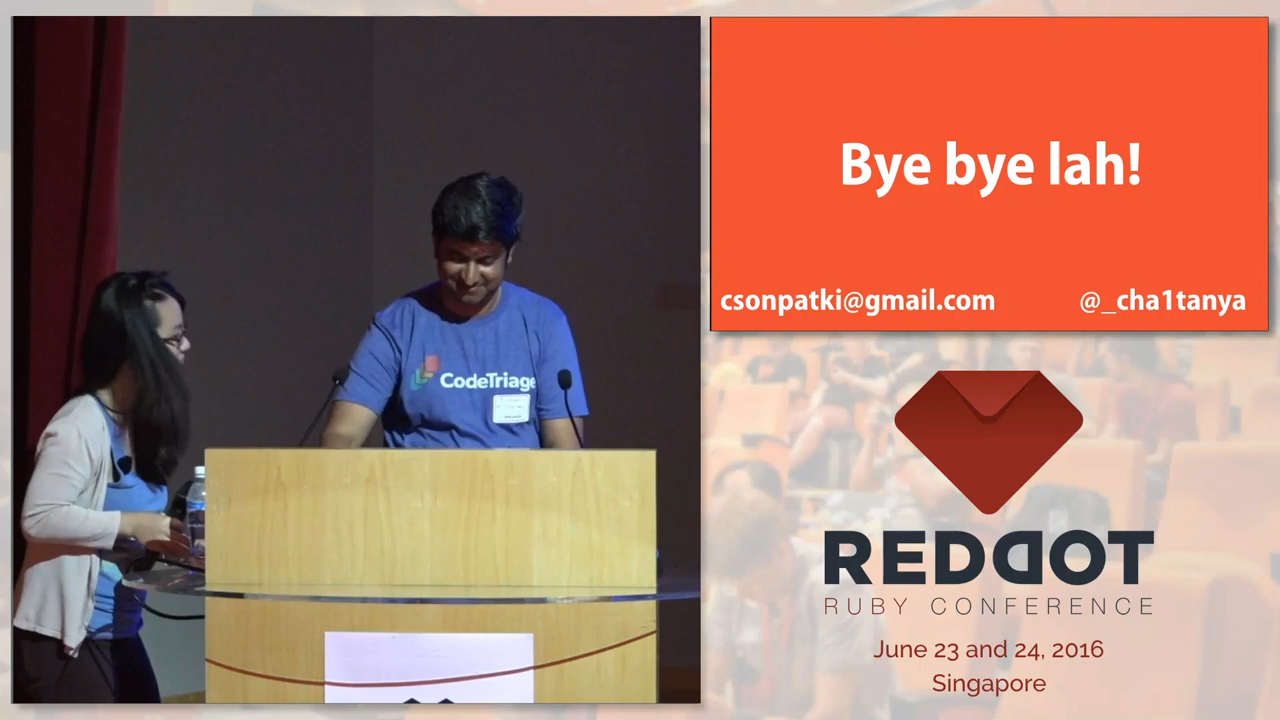 CodeTriage
Bye bye lah!
csonpatki@gmail.com @_cha1tanya
REDDOT
RUBY CONFERENCE
June 23 and 24, 2016
Singapore